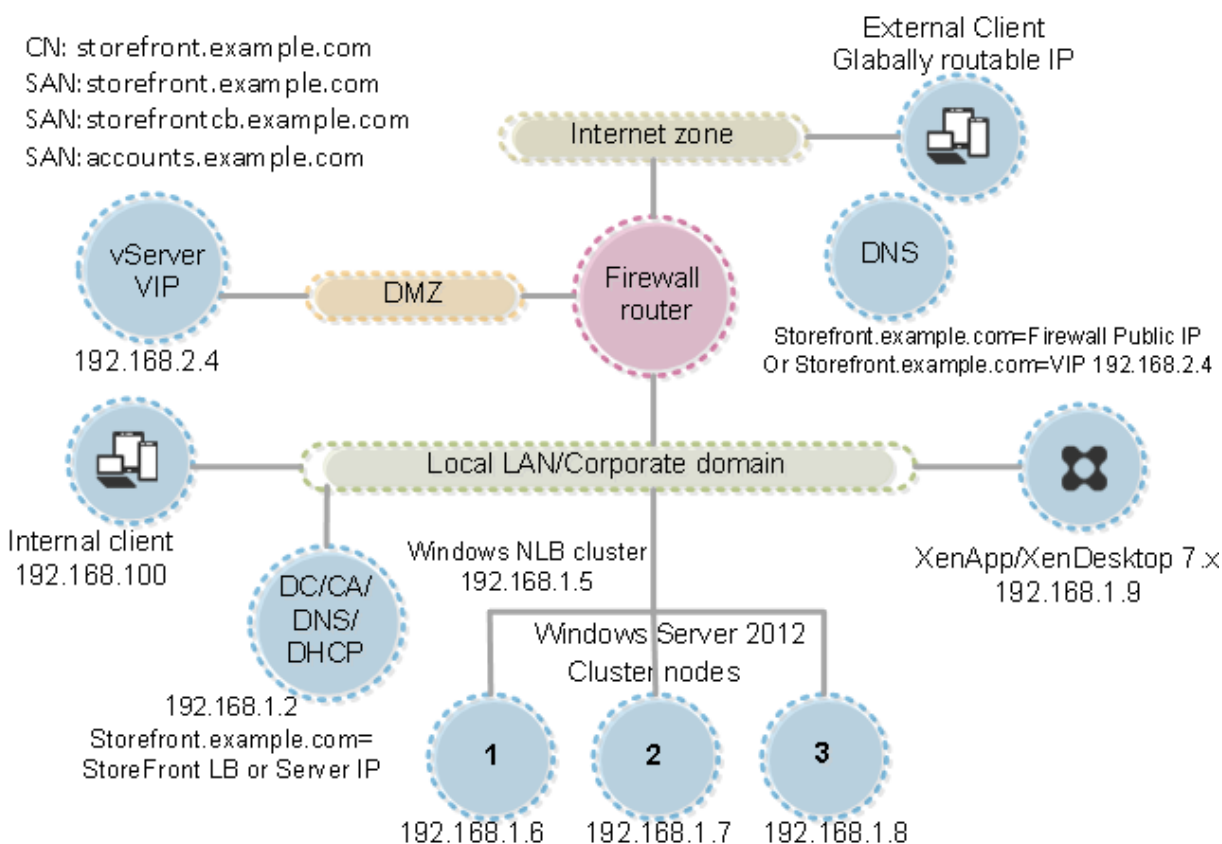 CN: storefront.example.com
SAN: storefront.example.com
SAN: storefrontcb.example.com
SAN: accounts.example.com
External Client
Glabally routable IP
Internet zone
vServer
VIP
192.168.2.4
DMZ
Firewall
router
DNS
Storefront.example.com=Firewall Public IP
Or Storefront.example.com=VIP 192.168.2.4
Local LAN/Corporate domain
Internal client
192.168.100
DC/CA/
DNS/
DHCP
192.168.1.2
Storefront.example.com=
StoreFront LB or Server IP
Windows NLB cluster
192.168.1.5
XenApp/XenDesktop 7.x
192.168.1.9
Windows Server 2012
Cluster nodes
1
2
3
192.168.1.6
192.168.1.7
192.168.1.8